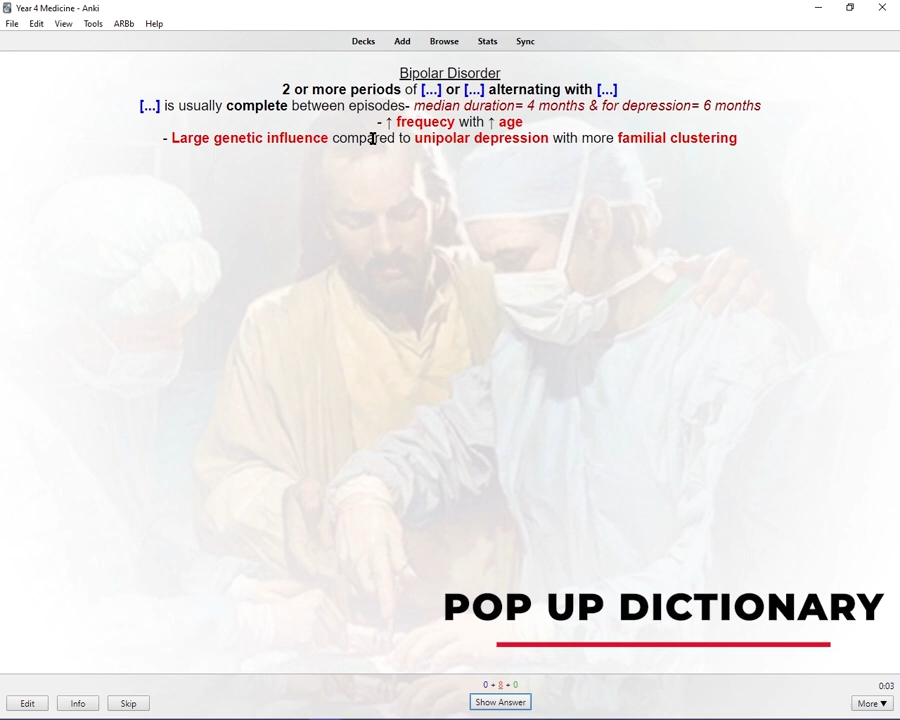 Year 4 Medicine - Anki
File Edit View Tools ARBb Help
Decks Add Browse Stats Sync
Bipolar Disorder
2 or more periods of [...] or [...] alternating with [...]
[...] is usually complete between episodes- median duration= 4 months & for depression= 6 months
- ↑ frequecy with ↑ age
- Large genetic influence compared to unipolar depression with more familial clustering
POP UP DICTIONARY
0 + 8 + 0
0:03
Edit Info Skip Show Answer More ▼